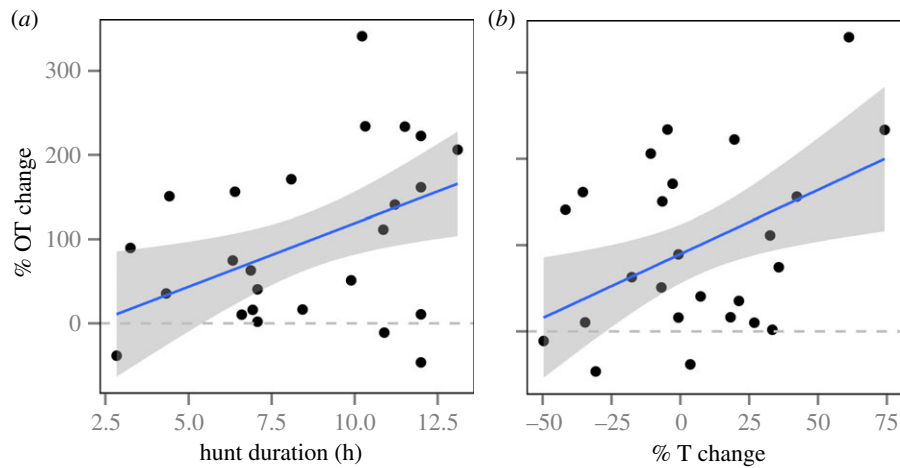 (a)
(b)
300
200
100
0
% OT change
2.5 5.0 7.5 10.0 12.5
hunt duration (h)
−50 −25 0 25 50 75
% T change